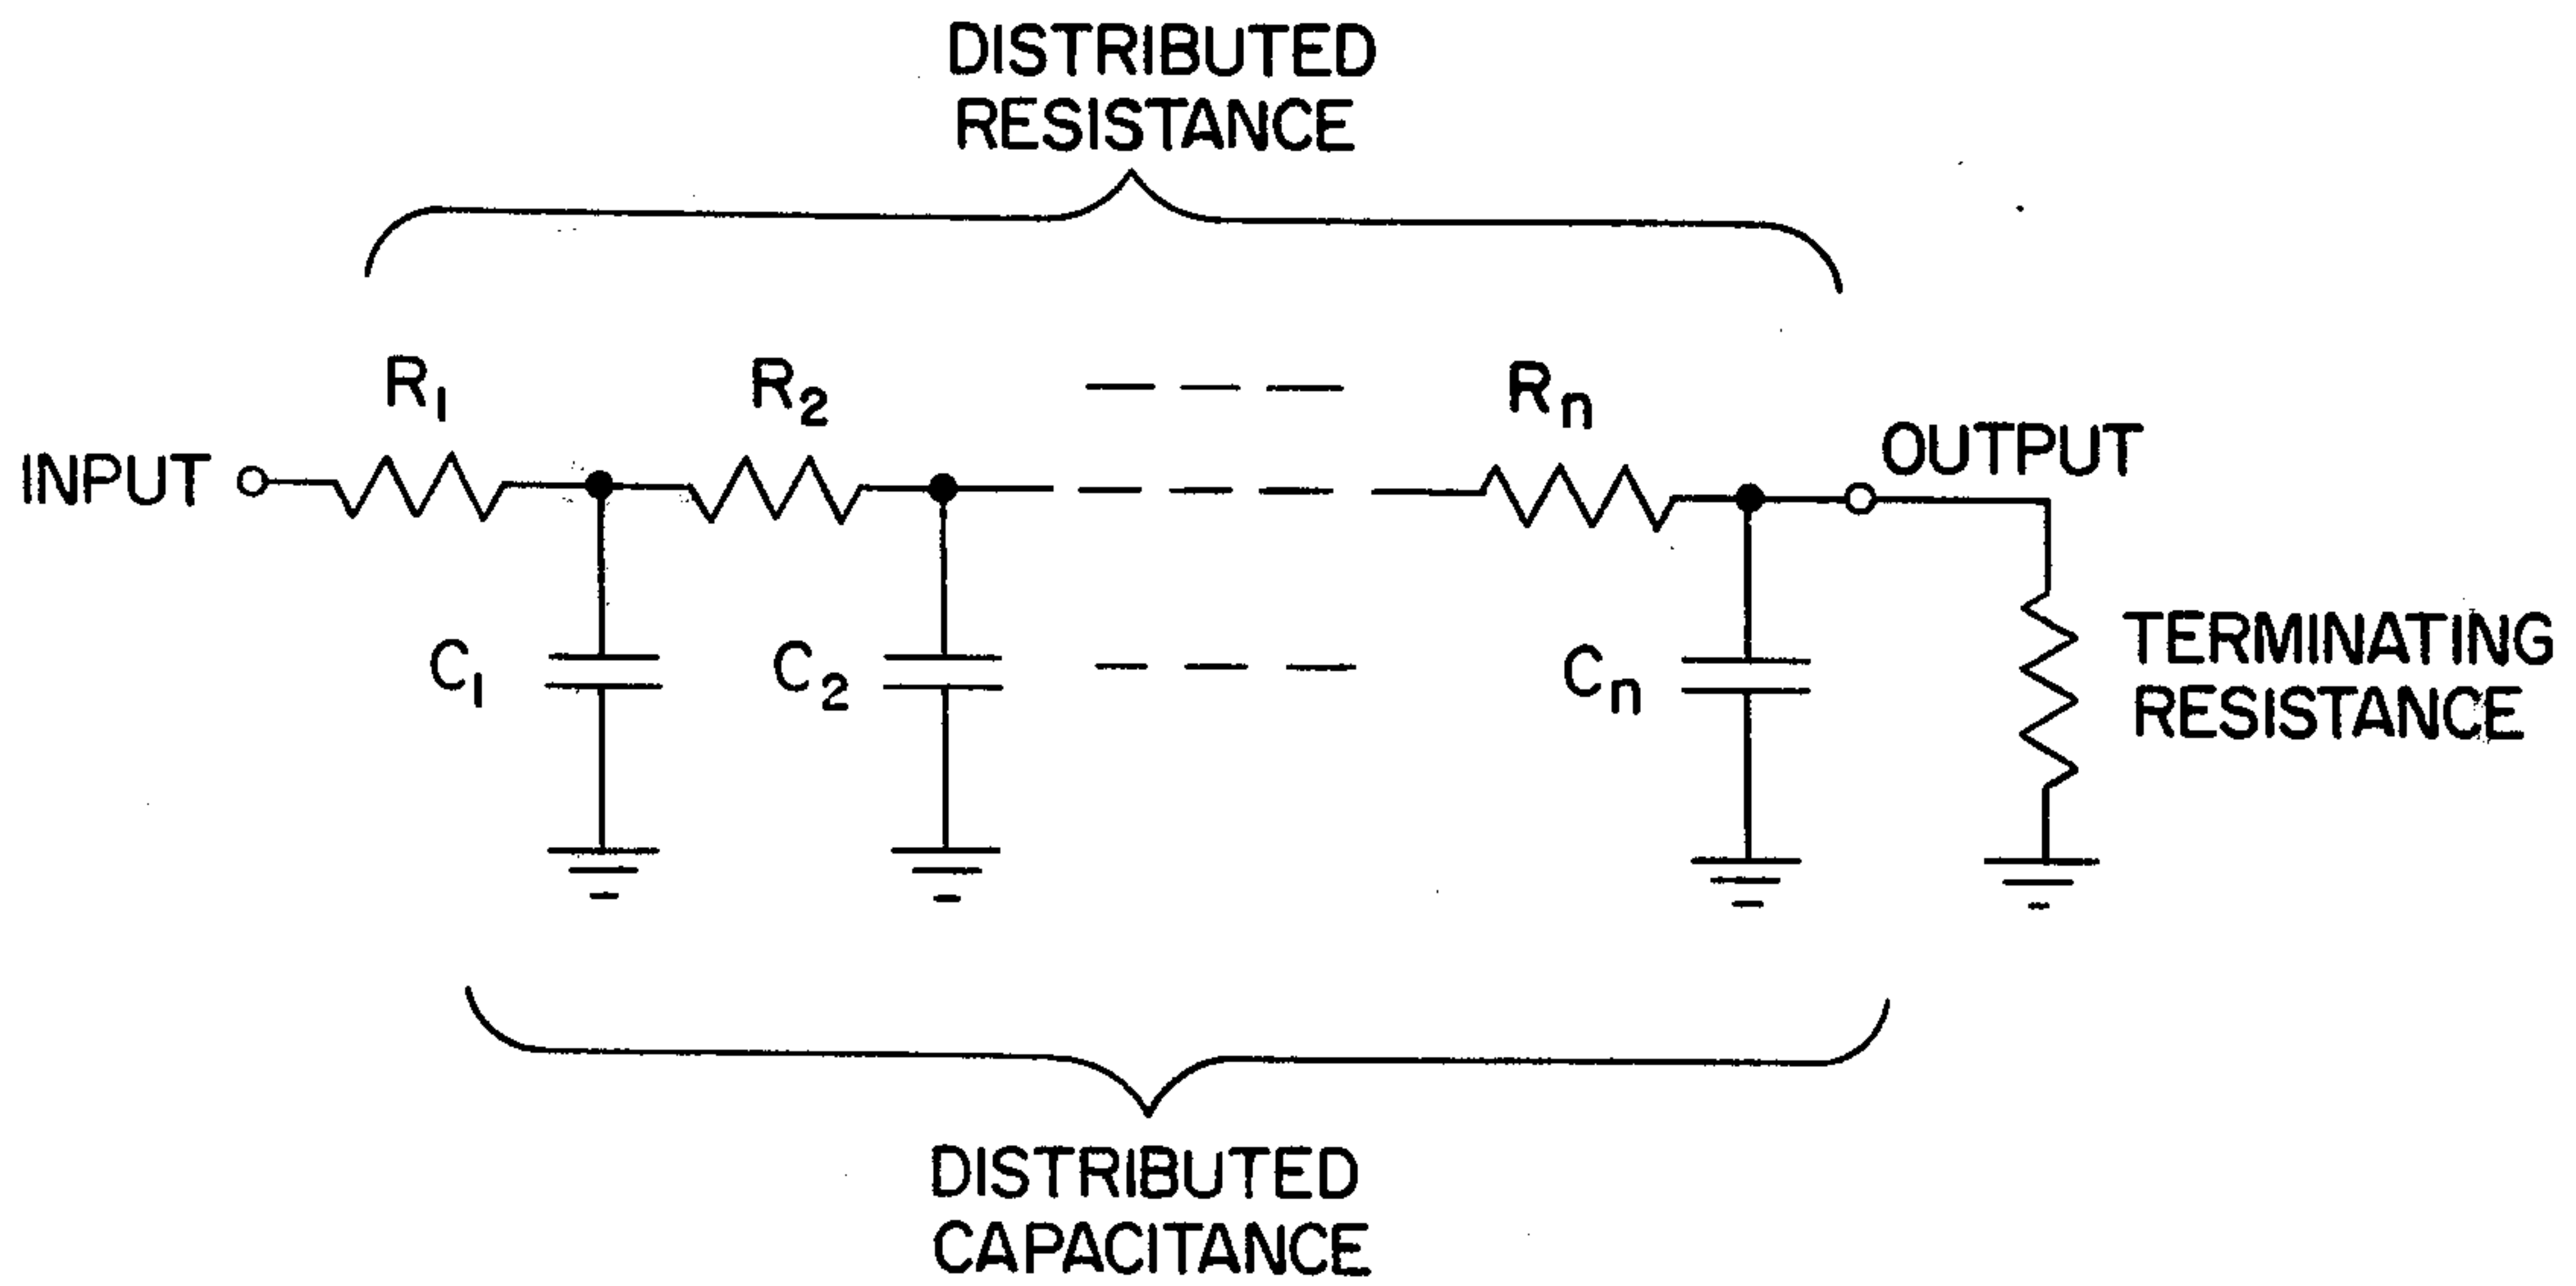 DISTRIBUTED
RESISTANCE
R1
R2
Rn
INPUT
OUTPUT
C1
C2
Cn
TERMINATING
RESISTANCE
DISTRIBUTED
CAPACITANCE